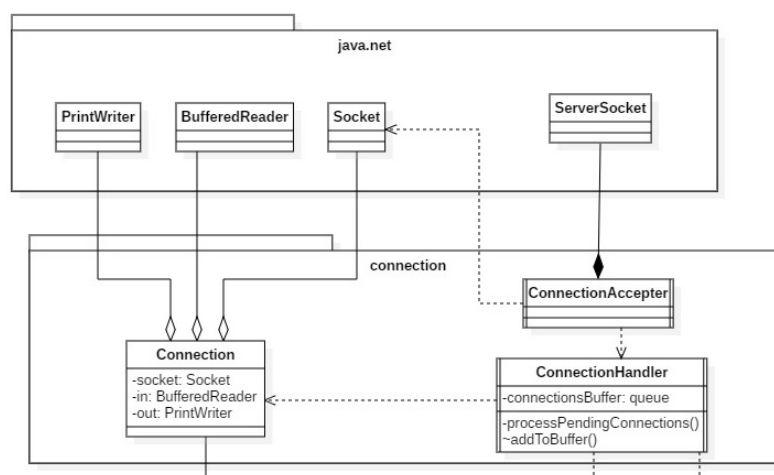 java.net
PrintWriter
BufferedReader
Socket
ServerSocket
connection
ConnectionAccepter
Connection
-socket: Socket
-in: BufferedReader
-out: PrintWriter
ConnectionHandler
-connectionsBuffer: queue
-processPendingConnections()
~addToBuffer()